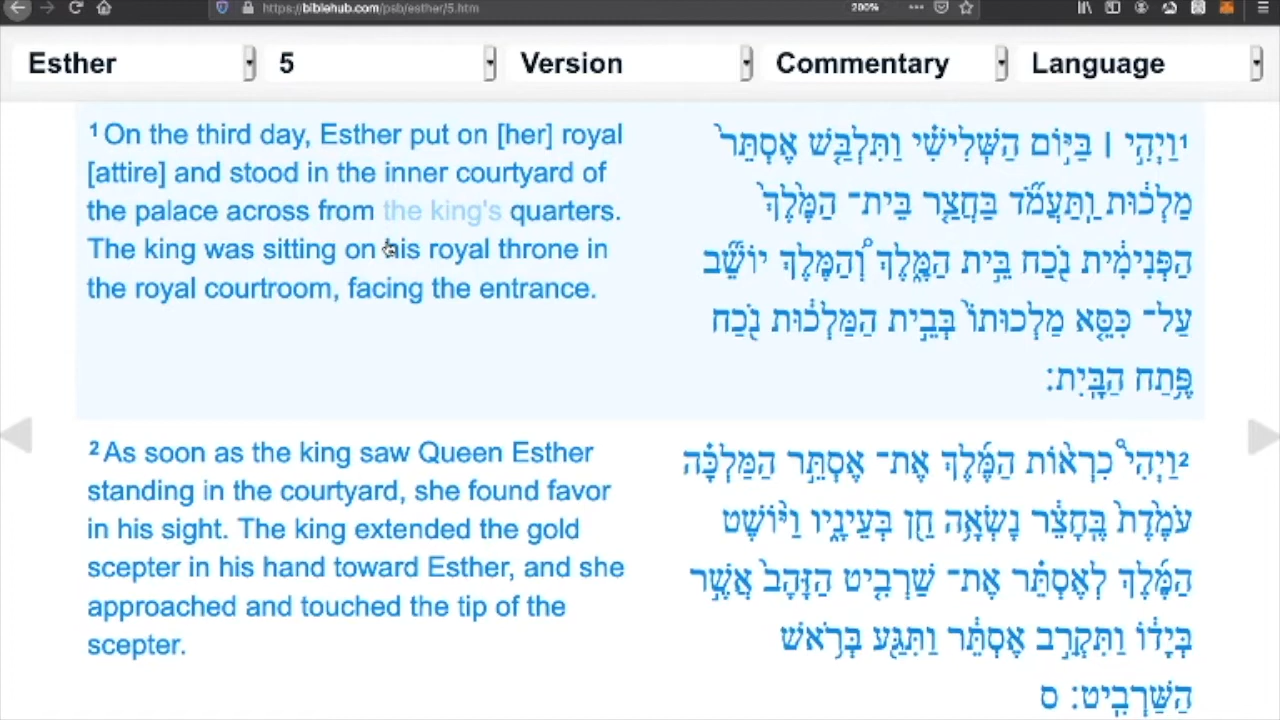 https://biblehub.com/psb/esther/5.htm 200%
Esther 5 Version Commentary Language
1 On the third day, Esther put on [her] royal
[attire] and stood in the inner courtyard of
the palace across from the king's quarters.
The king was sitting on his royal throne in
the royal courtroom, facing the entrance.
1 וַיְהִ֣י ׀ בַּיּ֣וֹם הַשְּׁלִישִׁ֗י וַתִּלְבַּ֤שׁ אֶסְתֵּר֙
מַלְכ֔וּת וַֽתַּעֲמֹ֞ד בַּחֲצַ֤ר בֵּית־ הַמֶּ֙לֶךְ֙
הַפְּנִימִ֔ית נֹ֖כַח בֵּ֣ית הַמֶּ֑לֶךְ וְ֠הַמֶּלֶךְ יוֹשֵׁ֞ב
עַל־ כִּסֵּ֤א מַלְכוּתוֹ֙ בְּבֵ֣ית הַמַּלְכ֔וּת נֹ֖כַח
פֶּ֥תַח הַבָּֽיִת׃
2 As soon as the king saw Queen Esther
standing in the courtyard, she found favor
in his sight. The king extended the gold
scepter in his hand toward Esther, and she
approached and touched the tip of the
scepter.
2 וַיְהִי֩ כִרְא֨וֹת הַמֶּ֜לֶךְ אֶת־ אֶסְתֵּ֣ר הַמַּלְכָּ֗ה
עֹמֶ֙דֶת֙ בֶּֽחָצֵ֔ר נָשְׂאָ֥ה חֵ֖ן בְּעֵינָ֑יו וַיּ֨וֹשֶׁט
הַמֶּ֜לֶךְ לְאֶסְתֵּ֗ר אֶת־ שַׁרְבִ֤יט הַזָּהָב֙ אֲשֶׁ֣ר
בְּיָד֔וֹ וַתִּקְרַ֣ב אֶסְתֵּ֔ר וַתִּגַּ֖ע בְּרֹ֥אשׁ
הַשַּׁרְבִֽיט׃ ס